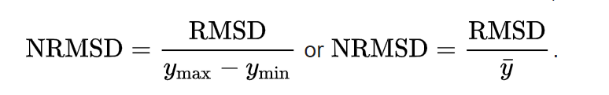 NRMSD = RMSD / (y_max − y_min) or NRMSD = RMSD / ȳ .